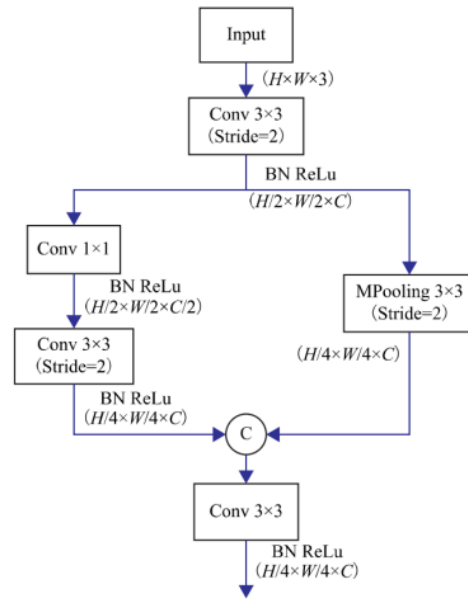 Input
(H×W×3)
Conv 3×3
(Stride=2)
BN ReLu
(H/2×W/2×C)
Conv 1×1
BN ReLu
(H/2×W/2×C/2)
Conv 3×3
(Stride=2)
BN ReLu
(H/4×W/4×C)
MPooling 3×3
(Stride=2)
(H/4×W/4×C)
C
Conv 3×3
BN ReLu
(H/4×W/4×C)